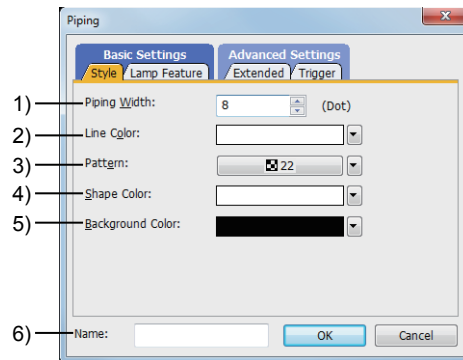 Piping
Basic Settings
Advanced Settings
Style Lamp Feature
Extended Trigger
1) Piping Width: 8 (Dot)
2) Line Color:
3) Pattern: 22
4) Shape Color:
5) Background Color:
6) Name:
OK Cancel